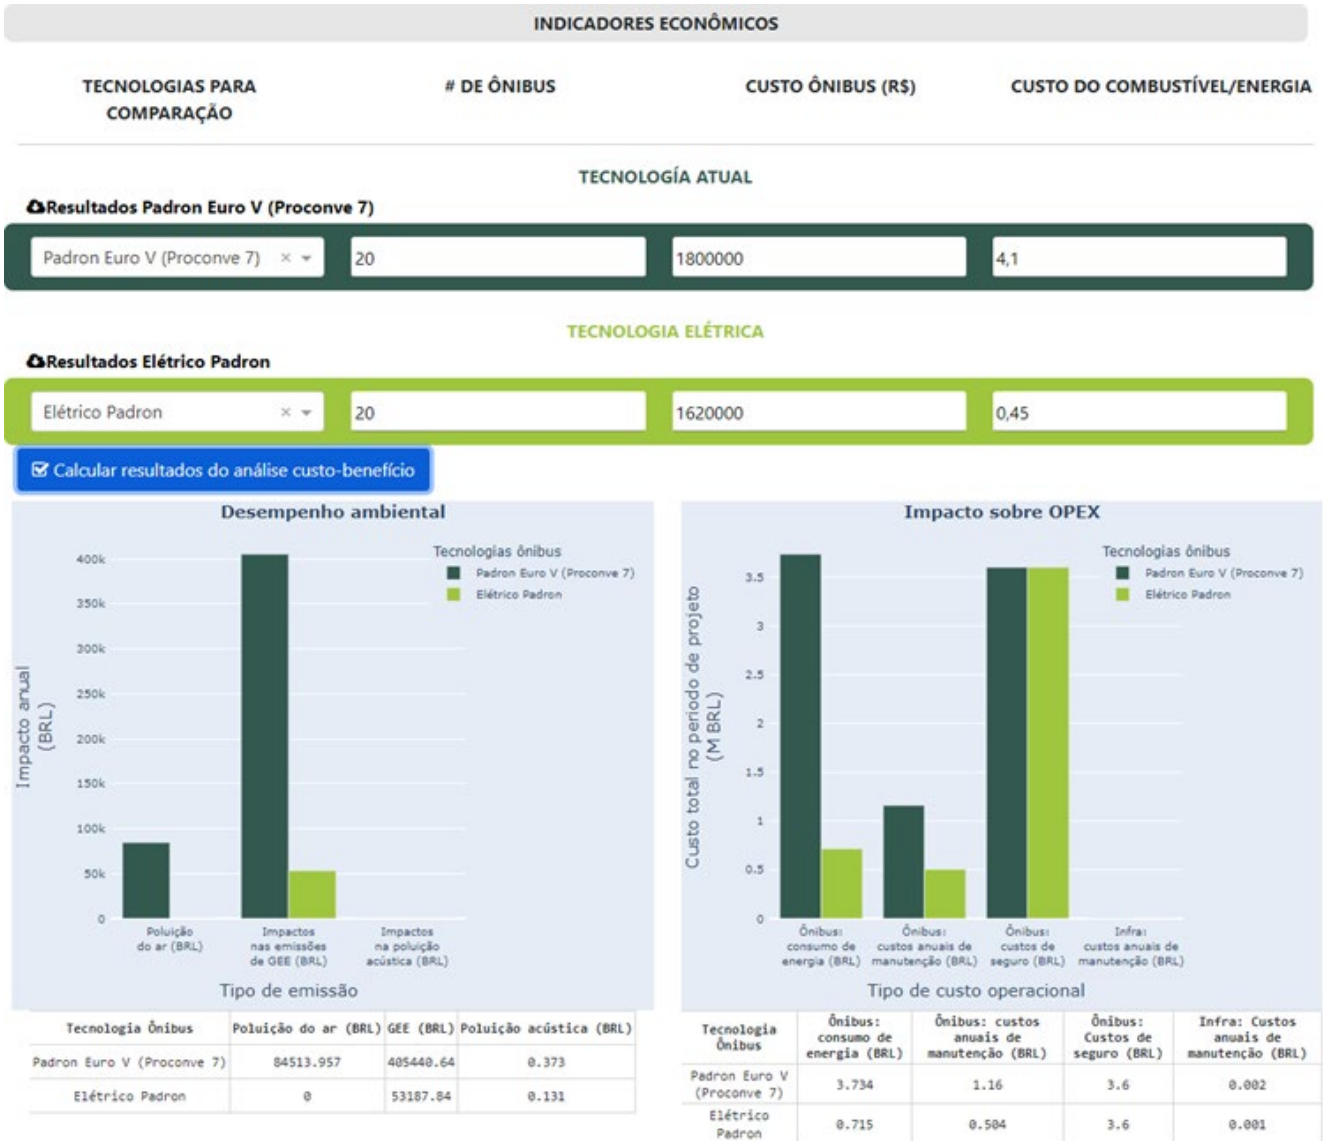 INDICADORES ECONÔMICOS
TECNOLOGIAS PARA
COMPARAÇÃO
# DE ÔNIBUS
CUSTO ÔNIBUS (R$)
CUSTO DO COMBUSTÍVEL/ENERGIA
TECNOLOGÍA ATUAL
Resultados Padron Euro V (Proconve 7)
Padron Euro V (Proconve 7) ×
20
1800000
4,1
TECNOLOGIA ELÉTRICA
Resultados Elétrico Padron
Elétrico Padron ×
20
1620000
0,45
Calcular resultados do análise custo-benefício
Desempenho ambiental
Tecnologias ônibus
Padron Euro V (Proconve 7)
Elétrico Padron
Impacto anual
(BRL)
400k
350k
300k
250k
200k
150k
100k
50k
0
Poluição
do ar (BRL)
Impactos
nas emissões
de GEE (BRL)
Impactos
na poluição
acústica (BRL)
Tipo de emissão
Tecnologia Ônibus Poluição do ar (BRL) GEE (BRL) Poluição acústica (BRL)
Padron Euro V (Proconve 7) 84513.957 405440.64 0.373
Elétrico Padron 0 53187.84 0.131
Impacto sobre OPEX
Tecnologias ônibus
Padron Euro V (Proconve 7)
Elétrico Padron
Custo total no periodo de projeto
(M BRL)
3.5
3
2.5
2
1.5
1
0.5
0
Ônibus:
consumo de
energia (BRL)
Ônibus:
custos anuais de
manutenção (BRL)
Ônibus:
custos de
seguro (BRL)
Infra:
custos anuais de
manutenção (BRL)
Tipo de custo operacional
Tecnologia
Ônibus
Ônibus:
consumo de
energia (BRL)
Ônibus: custos
anuais de
manutenção (BRL)
Ônibus:
Custos de
seguro (BRL)
Infra: Custos
anuais de
manutenção (BRL)
Padron Euro V
(Proconve 7)
3.734 1.16 3.6 0.002
Elétrico
Padron
0.715 0.504 3.6 0.001